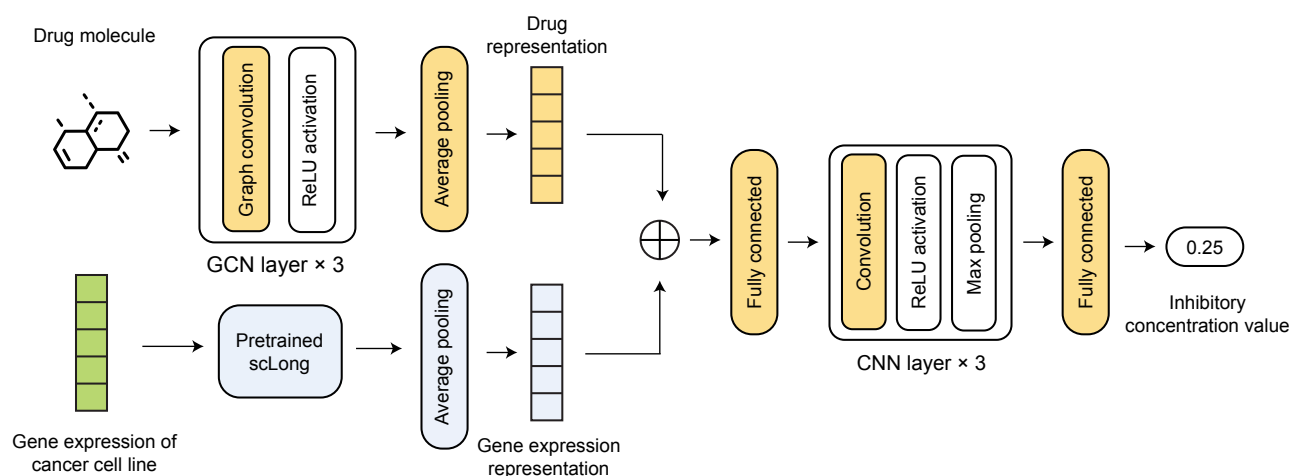 Drug molecule
Graph convolution
ReLU activation
GCN layer × 3
Average pooling
Drug
representation
Gene expression of
cancer cell line
Pretrained
scLong
Average pooling
Gene expression
representation
Fully connected
Convolution
ReLU activation
Max pooling
CNN layer × 3
Fully connected
0.25
Inhibitory
concentration value